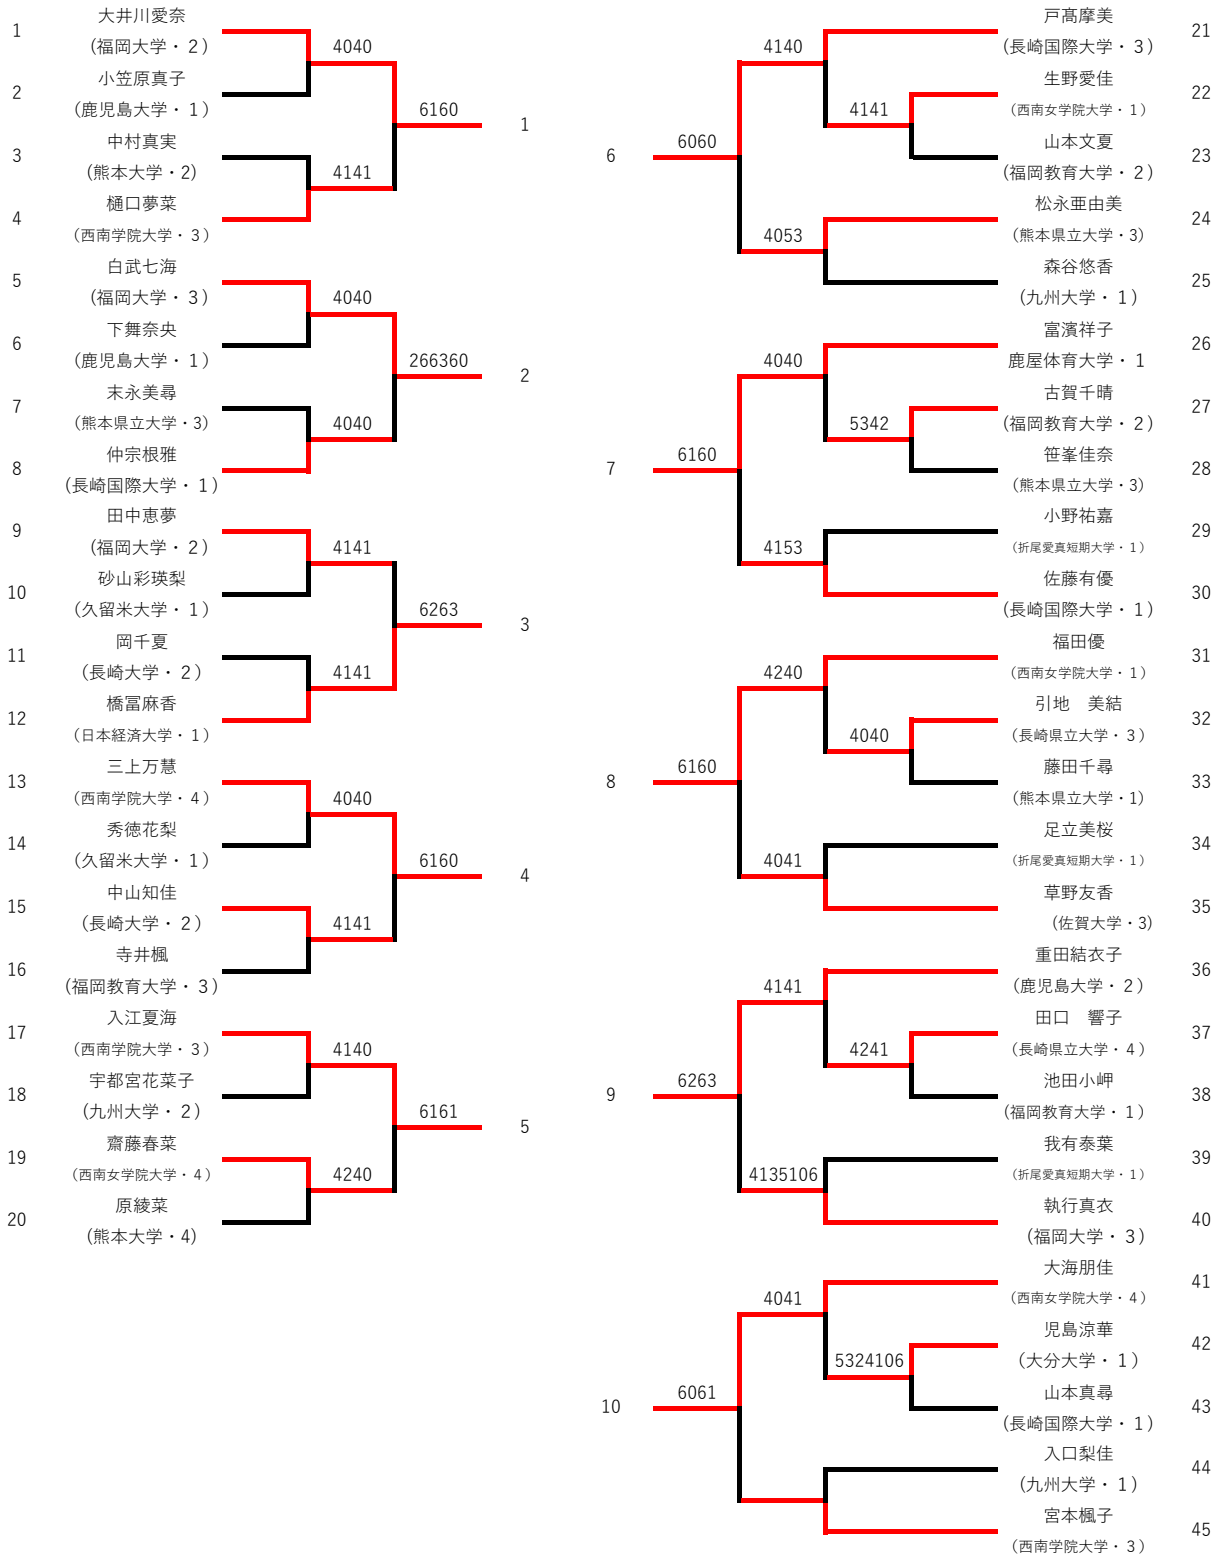 大井川愛奈
1
(福岡大学・２)
4040
小笠原真子
2
(鹿児島大学・１)
6160
1
中村真実
3
(熊本大学・2)
4141
樋口夢菜
4
(西南学院大学・３)
白武七海
5
(福岡大学・３)
4040
下舞奈央
6
(鹿児島大学・１)
266360
2
末永美尋
7
(熊本県立大学・3)
4040
仲宗根雅
8
(長崎国際大学・１)
田中恵夢
9
(福岡大学・２)
4141
砂山彩瑛梨
10
(久留米大学・１)
6263
3
岡千夏
11
(長崎大学・２)
4141
橋冨麻香
12
(日本経済大学・１)
三上万慧
13
(西南学院大学・４)
4040
秀徳花梨
14
(久留米大学・１)
6160
4
中山知佳
15
(長崎大学・２)
4141
寺井楓
16
(福岡教育大学・３)
入江夏海
17
(西南学院大学・３)
4140
宇都宮花菜子
18
(九州大学・２)
6161
5
齋藤春菜
19
(西南女学院大学・４)
4240
原綾菜
20
(熊本大学・4)
戸髙摩美
21
4140
(長崎国際大学・３)
生野愛佳
22
4141
(西南女学院大学・１)
6
6060
山本文夏
23
(福岡教育大学・２)
松永亜由美
24
4053
(熊本県立大学・3)
森谷悠香
25
(九州大学・１)
富濱祥子
26
4040
鹿屋体育大学・１
古賀千晴
27
5342
(福岡教育大学・２)
7
6160
笹峯佳奈
28
(熊本県立大学・3)
小野祐嘉
29
4153
(折尾愛真短期大学・１)
佐藤有優
30
(長崎国際大学・１)
福田優
31
4240
(西南女学院大学・１)
引地　美結
32
4040
(長崎県立大学・３)
8
6160
藤田千尋
33
(熊本県立大学・1)
足立美桜
34
4041
(折尾愛真短期大学・１)
草野友香
35
(佐賀大学・3)
重田結衣子
36
4141
(鹿児島大学・２)
田口　響子
37
4241
(長崎県立大学・４)
9
6263
池田小岬
38
(福岡教育大学・１)
我有泰葉
39
4135106
(折尾愛真短期大学・１)
執行真衣
40
(福岡大学・３)
大海朋佳
41
4041
(西南女学院大学・４)
児島涼華
42
5324106
(大分大学・１)
10
6061
山本真尋
43
(長崎国際大学・１)
入口梨佳
44
(九州大学・１)
宮本楓子
45
(西南学院大学・３)